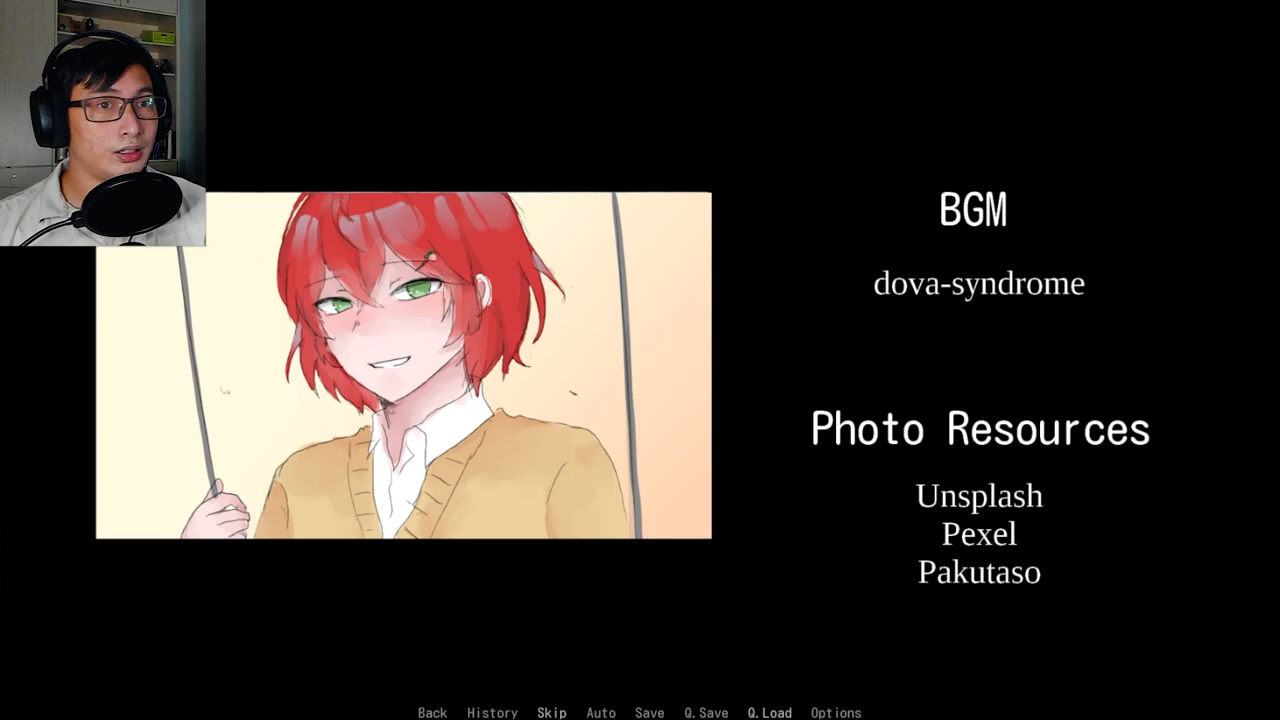 BGM
dova-syndrome
Photo Resources
Unsplash
Pexel
Pakutaso
Back History Skip Auto Save Q.Save Q.Load Options